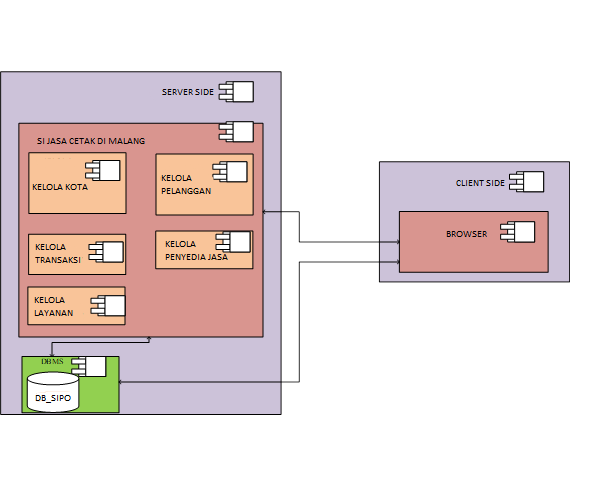 SERVER SIDE
SI JASA CETAK DI MALANG
KELOLA KOTA
KELOLA
PELANGGAN
KELOLA
TRANSAKSI
KELOLA
PENYEDIA JASA
KELOLA
LAYANAN
DBMS
DB_SIPO
CLIENT SIDE
BROWSER